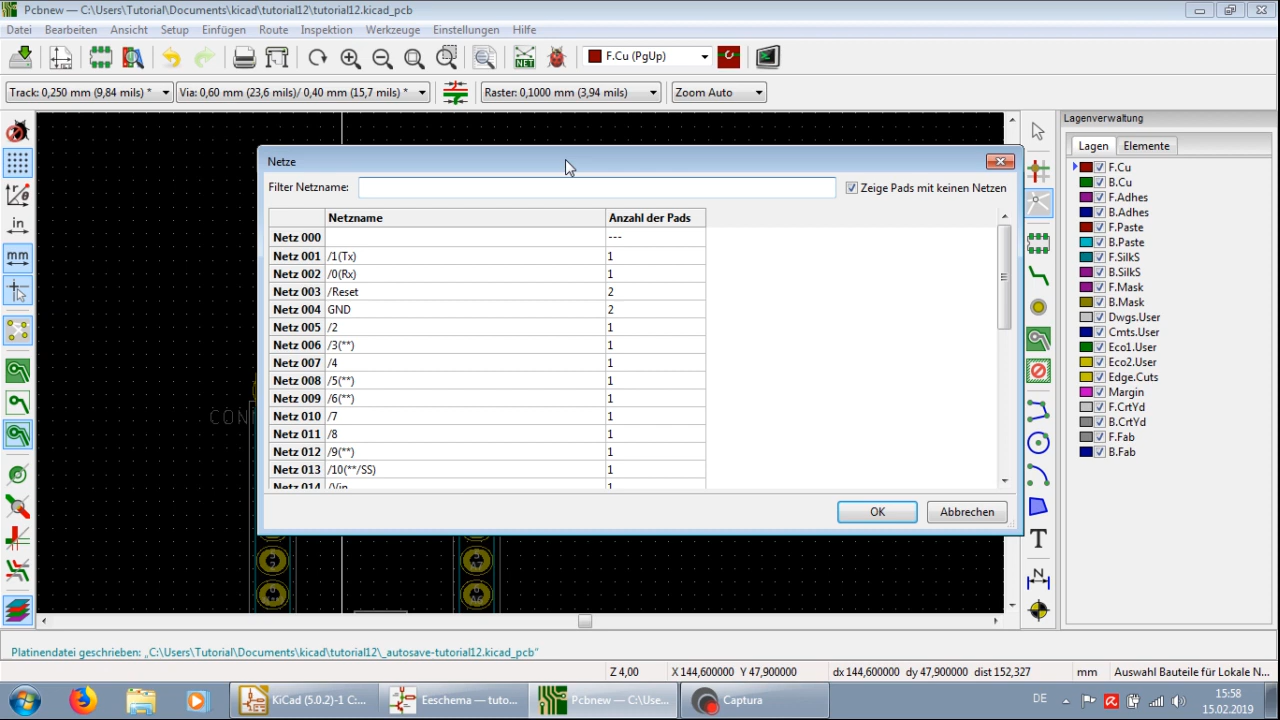 Pcbnew — C:\Users\Tutorial\Documents\kicad\tutorial12\tutorial12.kicad_pcb
Datei Bearbeiten Ansicht Setup Einfügen Route Inspektion Werkzeuge Einstellungen Hilfe
NET F.Cu (PgUp)
Track: 0,250 mm (9,84 mils) * Via: 0,60 mm (23,6 mils)/ 0,40 mm (15,7 mils) * Raster: 0,1000 mm (3,94 mils) Zoom Auto
Lagenverwaltung
Lagen Elemente
F.Cu
B.Cu
F.Adhes
B.Adhes
F.Paste
B.Paste
F.SilkS
B.SilkS
F.Mask
B.Mask
Dwgs.User
Cmts.User
Eco1.User
Eco2.User
Edge.Cuts
Margin
F.CrtYd
B.CrtYd
F.Fab
B.Fab
in
mm
CON
Netze
Filter Netzname: Zeige Pads mit keinen Netzen
Netzname Anzahl der Pads
Netz 000 ---
Netz 001 /1(Tx) 1
Netz 002 /0(Rx) 1
Netz 003 /Reset 2
Netz 004 GND 2
Netz 005 /2 1
Netz 006 /3(**) 1
Netz 007 /4 1
Netz 008 /5(**) 1
Netz 009 /6(**) 1
Netz 010 /7 1
Netz 011 /8 1
Netz 012 /9(**) 1
Netz 013 /10(**/SS) 1
Netz 014 /Vin 1
OK Abbrechen
T
N
Platinendatei geschrieben: „C:\Users\Tutorial\Documents\kicad\tutorial12\_autosave-tutorial12.kicad_pcb“
Z 4,00 X 144,600000 Y 47,900000 dx 144,600000 dy 47,900000 dist 152,327 mm Auswahl Bauteile für Lokale N...
KiCad (5.0.2)-1 C:... Eeschema — tuto... Pcbnew — C:\Use... Captura DE 15:58
15.02.2019